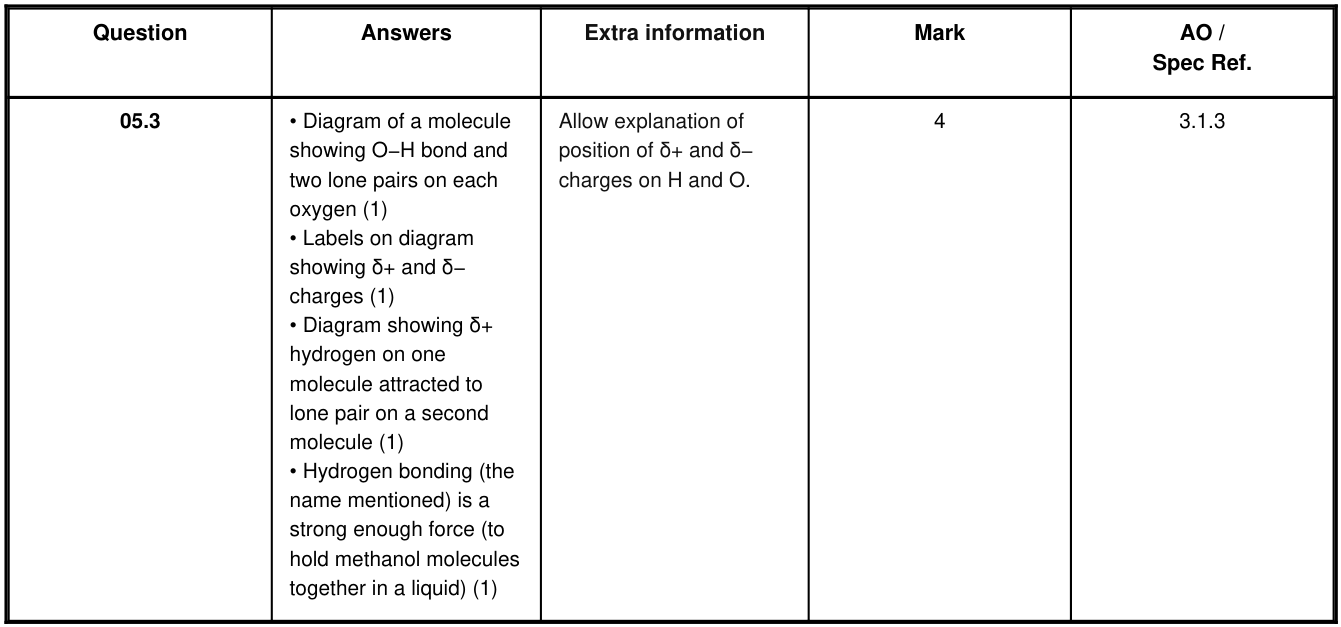 Question Answers Extra information Mark AO /
Spec Ref.
05.3
• Diagram of a molecule
showing O–H bond and
two lone pairs on each
oxygen (1)
• Labels on diagram
showing δ+ and δ–
charges (1)
• Diagram showing δ+
hydrogen on one
molecule attracted to
lone pair on a second
molecule (1)
• Hydrogen bonding (the
name mentioned) is a
strong enough force (to
hold methanol molecules
together in a liquid) (1)
Allow explanation of
position of δ+ and δ–
charges on H and O.
4
3.1.3